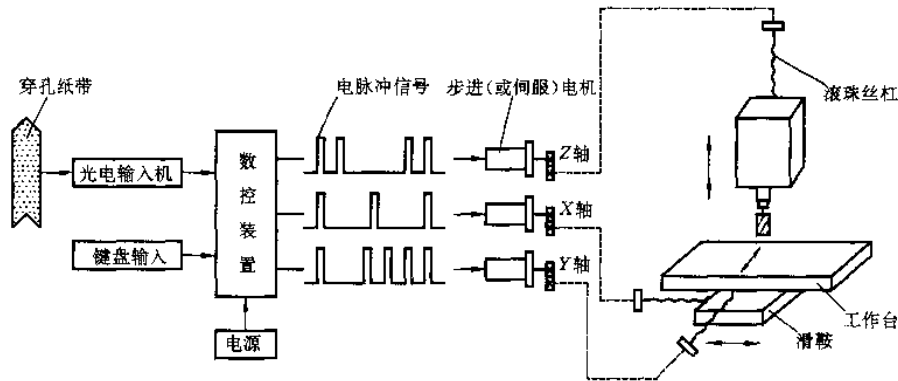 穿孔纸带
电脉冲信号
步进(或伺服)电机
滚珠丝杠
光电输入机
数控装置
Z轴
X轴
键盘输入
Y轴
电源
工作台
滑鞍